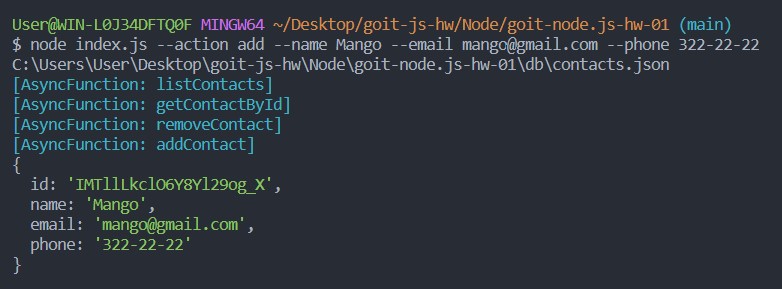 User@WIN-L0J34DFTQ0F MINGW64 ~/Desktop/goit-js-hw/Node/goit-node.js-hw-01 (main)
$ node index.js --action add --name Mango --email mango@gmail.com --phone 322-22-22
C:\Users\User\Desktop\goit-js-hw\Node\goit-node.js-hw-01\db\contacts.json
[AsyncFunction: listContacts]
[AsyncFunction: getContactById]
[AsyncFunction: removeContact]
[AsyncFunction: addContact]
{
  id: 'IMTllLkclO6Y8Yl29og_X',
  name: 'Mango',
  email: 'mango@gmail.com',
  phone: '322-22-22'
}